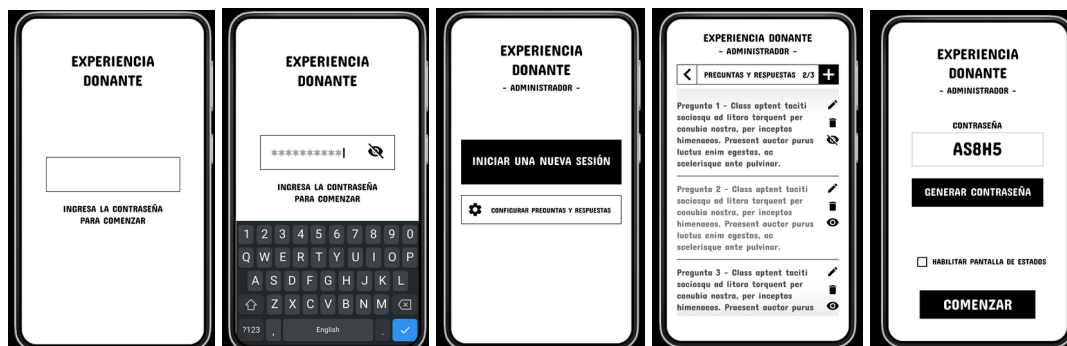 EXPERIENCIA
DONANTE
INGRESA LA CONTRASEÑA
PARA COMENZAR
EXPERIENCIA
DONANTE
**********
INGRESA LA CONTRASEÑA
PARA COMENZAR
1 2 3 4 5 6 7 8 9 0
Q W E R T Y U I O P
A S D F G H J K L
Z X C V B N M
?123 , English .
EXPERIENCIA
DONANTE
- ADMINISTRADOR -
INICIAR UNA NUEVA SESIÓN
CONFIGURAR PREGUNTAS Y RESPUESTAS
EXPERIENCIA DONANTE
- ADMINISTRADOR -
PREGUNTAS Y RESPUESTAS 2/3
Pregunta 1 - Class aptent taciti
sociosqu ad litora torquent per
conubia nostra, per inceptos
himenaeos. Praesent auctor purus
luctus enim egestas, ac
scelerisque ante pulvinar.
Pregunta 2 - Class aptent taciti
sociosqu ad litora torquent per
conubia nostra, per inceptos
himenaeos. Praesent auctor purus
luctus enim egestas, ac
scelerisque ante pulvinar.
Pregunta 3 - Class aptent taciti
sociosqu ad litora torquent per
conubia nostra, per inceptos
himenaeos. Praesent auctor purus
EXPERIENCIA
DONANTE
- ADMINISTRADOR -
CONTRASEÑA
AS8H5
GENERAR CONTRASEÑA
HABILITAR PANTALLA DE ESTADOS
COMENZAR